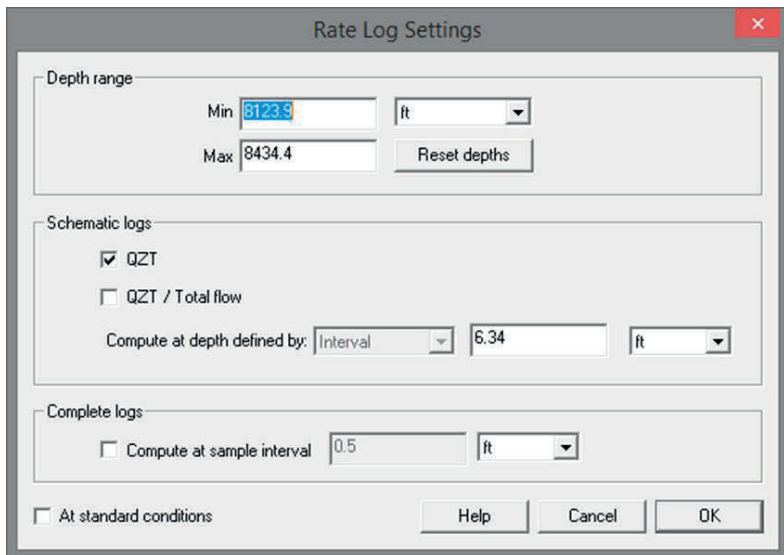 Rate Log Settings
Depth range
Min 8123.9 ft
Max 8434.4 Reset depths
Schematic logs
QZT
QZT / Total flow
Compute at depth defined by: Interval 6.34 ft
Complete logs
Compute at sample interval 0.5 ft
At standard conditions Help Cancel OK